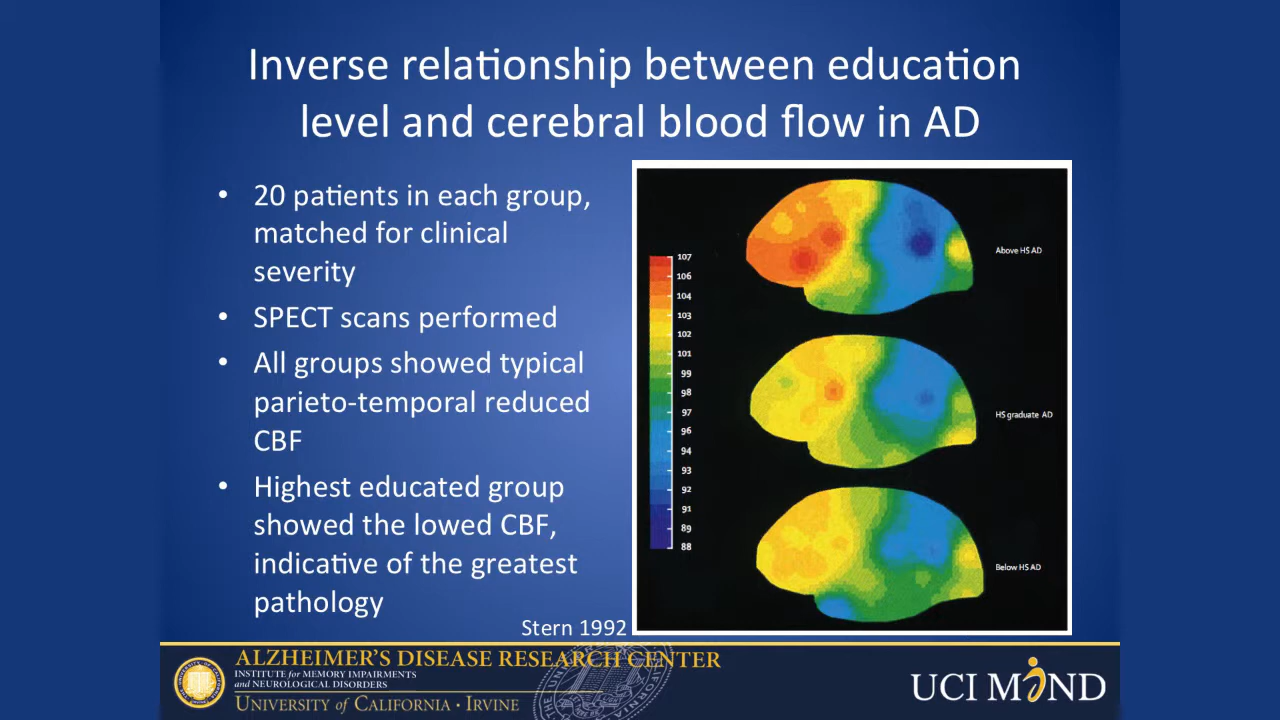 Inverse relationship between education
level and cerebral blood flow in AD
• 20 patients in each group,
matched for clinical
severity
• SPECT scans performed
• All groups showed typical
parieto-temporal reduced
CBF
• Highest educated group
showed the lowed CBF,
indicative of the greatest
pathology
Stern 1992
107
106
104
103
102
101
99
98
97
96
94
93
92
91
89
88
Above HS AD
HS graduate AD
Below HS AD
ALZHEIMER'S DISEASE RESEARCH CENTER
INSTITUTE for MEMORY IMPAIRMENTS
and NEUROLOGICAL DISORDERS
UNIVERSITY of CALIFORNIA • IRVINE
UCI MIND